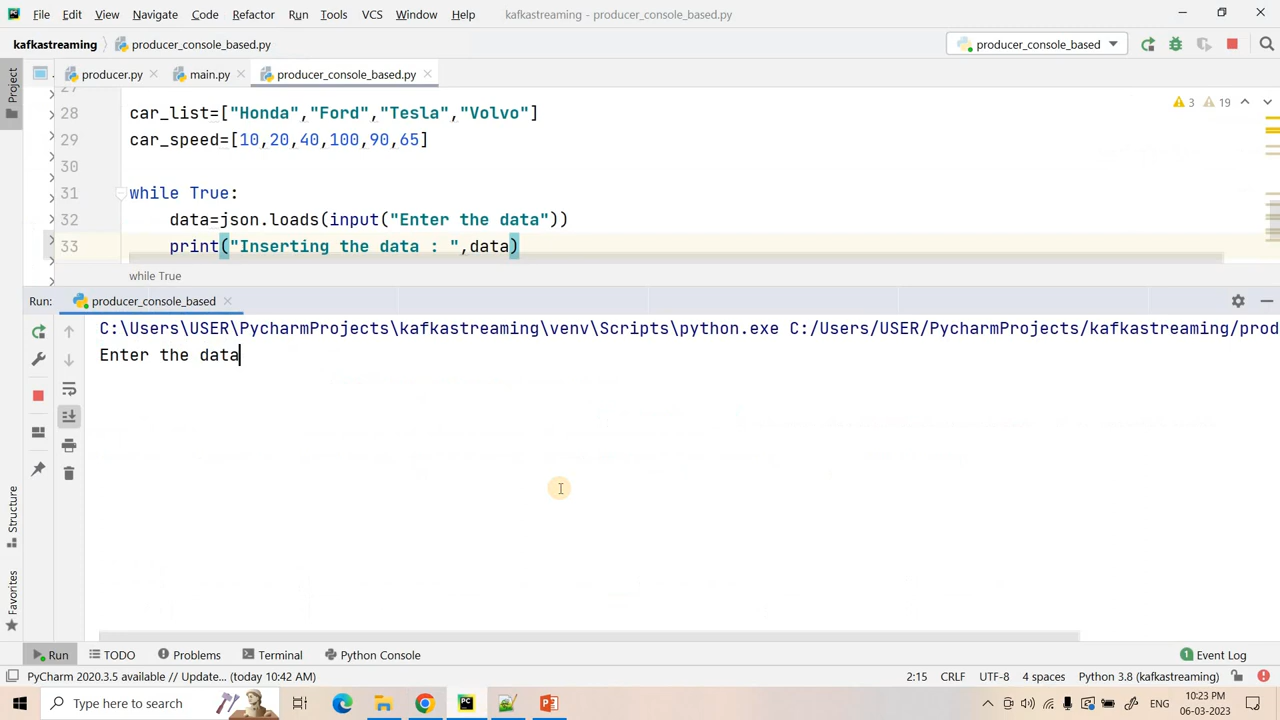 File Edit View Navigate Code Refactor Run Tools VCS Window Help kafkastreaming - producer_console_based.py
kafkastreaming producer_console_based.py producer_console_based
Project producer.py main.py producer_console_based.py
28 car_list=["Honda","Ford","Tesla","Volvo"] 3 19
29 car_speed=[10,20,40,100,90,65]
30
31 while True:
32 data=json.loads(input("Enter the data"))
33 print("Inserting the data : ",data)
while True
Run: producer_console_based
C:\Users\USER\PycharmProjects\kafkastreaming\venv\Scripts\python.exe C:/Users/USER/PycharmProjects/kafkastreaming/prod
Enter the data
Structure
Favorites
Run TODO Problems Terminal Python Console 1 Event Log
PyCharm 2020.3.5 available // Update... (today 10:42 AM) 2:15 CRLF UTF-8 4 spaces Python 3.8 (kafkastreaming)
Type here to search ENG 10:23 PM
06-03-2023